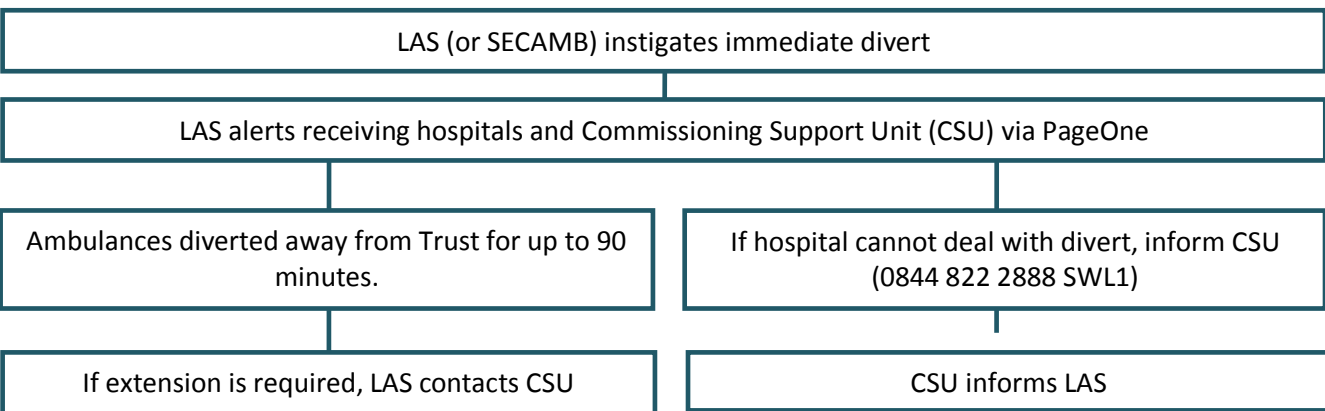 LAS (or SECAMB) instigates immediate divert
LAS alerts receiving hospitals and Commissioning Support Unit (CSU) via PageOne
Ambulances diverted away from Trust for up to 90
minutes.
If hospital cannot deal with divert, inform CSU
(0844 822 2888 SWL1)
If extension is required, LAS contacts CSU
CSU informs LAS